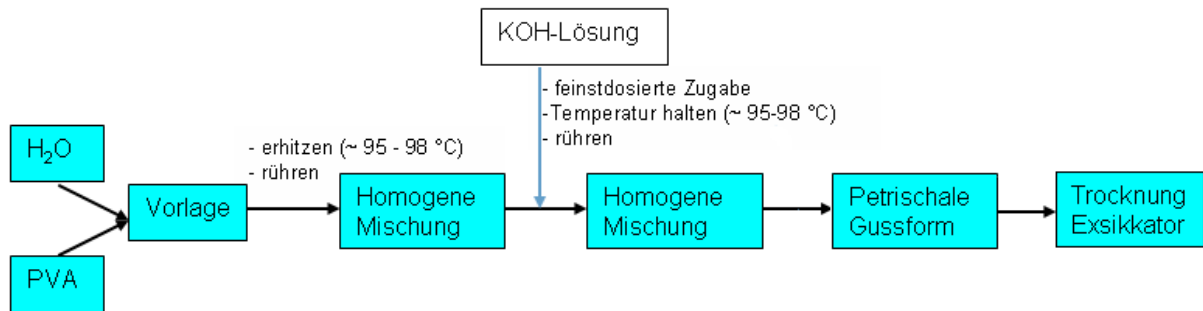 KOH-Lösung
- feinstdosierte Zugabe
-Temperatur halten (~ 95-98 °C)
- rühren
H₂O
- erhitzen (~ 95 - 98 °C)
- rühren
Vorlage
Homogene
Mischung
Homogene
Mischung
Petrischale
Gussform
Trocknung
Exsikkator
PVA